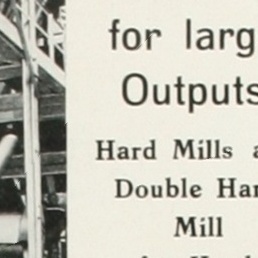 for larg
Outputs
Hard Mills a
Double Har
Mill